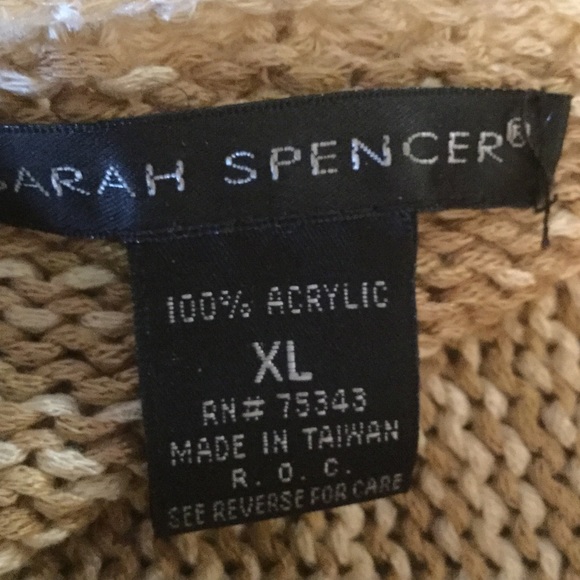 SARAH SPENCER®
100% ACRYLIC
XL
RN# 75343
MADE IN TAIWAN
R. O. C.
SEE REVERSE FOR CARE